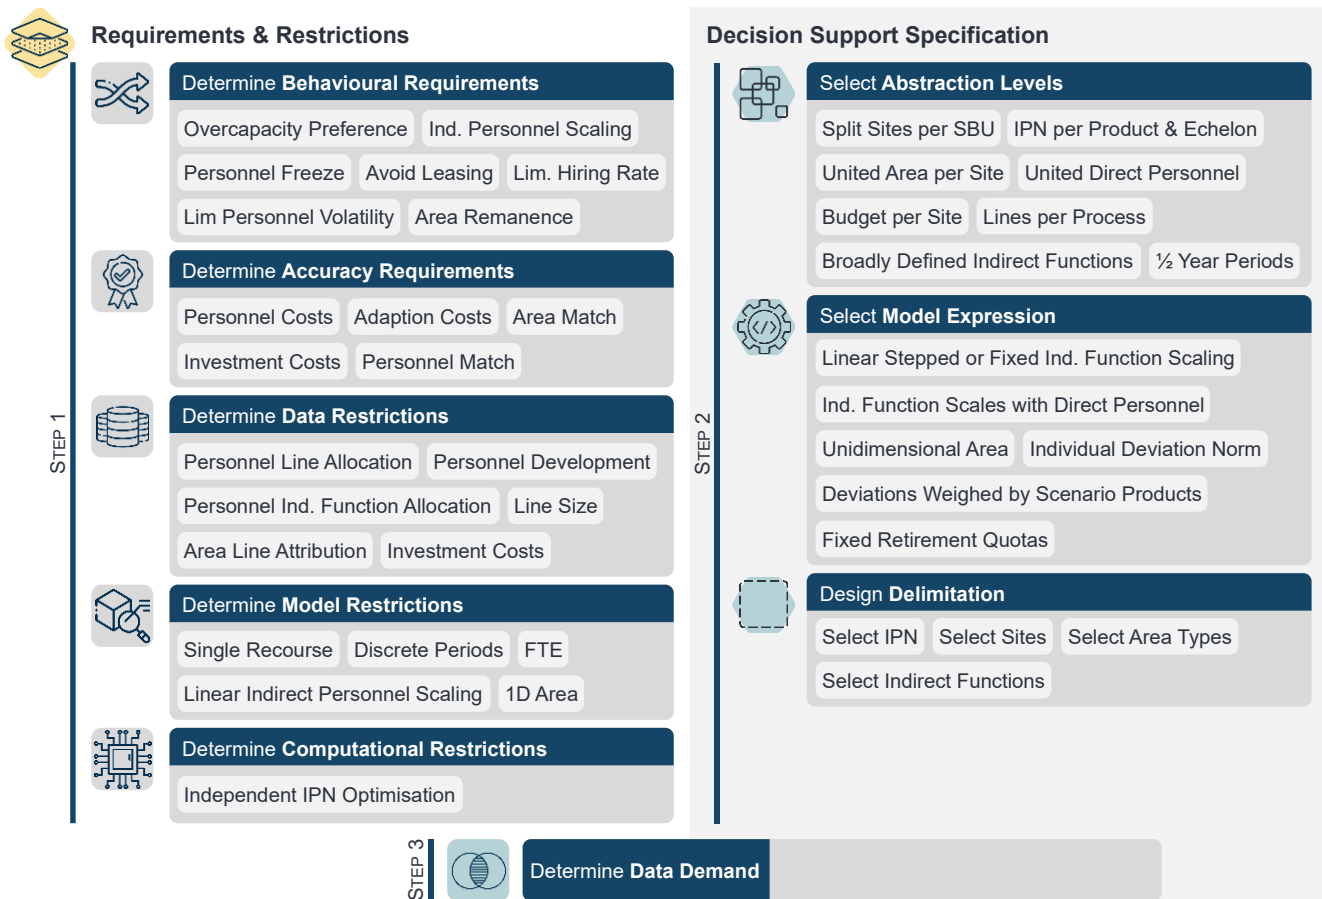 Requirements & Restrictions
STEP 1
Determine Behavioural Requirements
Overcapacity Preference Ind. Personnel Scaling
Personnel Freeze Avoid Leasing Lim. Hiring Rate
Lim Personnel Volatility Area Remanence
Determine Accuracy Requirements
Personnel Costs Adaption Costs Area Match
Investment Costs Personnel Match
Determine Data Restrictions
Personnel Line Allocation Personnel Development
Personnel Ind. Function Allocation Line Size
Area Line Attribution Investment Costs
Determine Model Restrictions
Single Recourse Discrete Periods FTE
Linear Indirect Personnel Scaling 1D Area
Determine Computational Restrictions
Independent IPN Optimisation
Decision Support Specification
STEP 2
Select Abstraction Levels
Split Sites per SBU IPN per Product & Echelon
United Area per Site United Direct Personnel
Budget per Site Lines per Process
Broadly Defined Indirect Functions ½ Year Periods
Select Model Expression
</>
Linear Stepped or Fixed Ind. Function Scaling
Ind. Function Scales with Direct Personnel
Unidimensional Area Individual Deviation Norm
Deviations Weighed by Scenario Products
Fixed Retirement Quotas
Design Delimitation
Select IPN Select Sites Select Area Types
Select Indirect Functions
STEP 3
Determine Data Demand